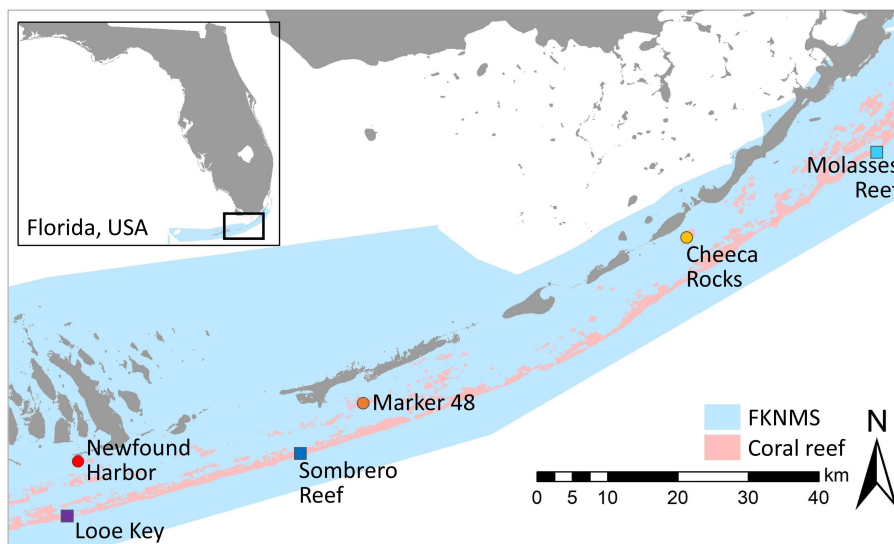 Florida, USA
Molasses
Reef
Cheeca
Rocks
Marker 48
Newfound
Harbor
Sombrero
Reef
Looe Key
FKNMS
Coral reef
N
km
0 5 10 20 30 40